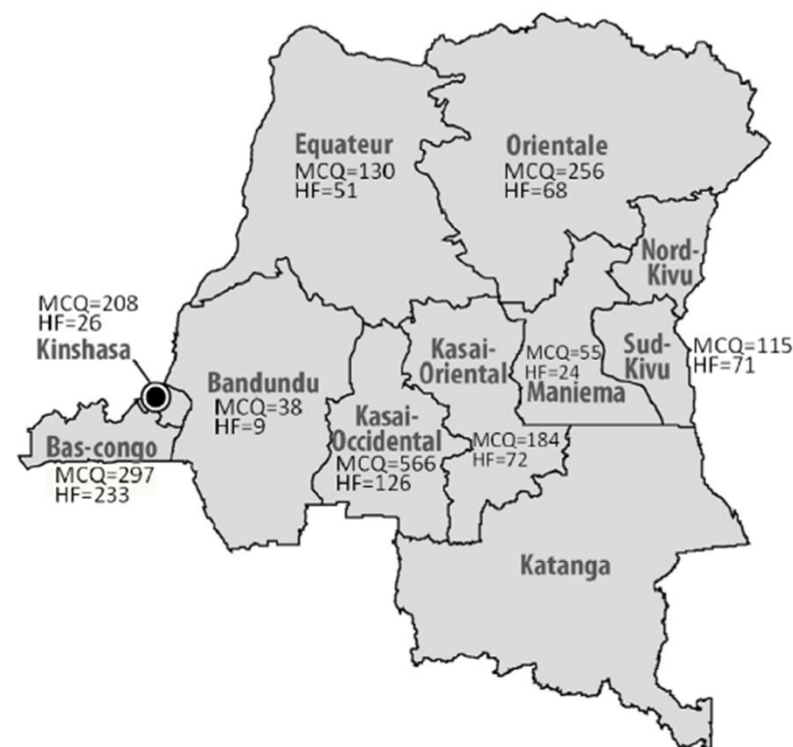 Equateur
MCQ=130
HF=51
Orientale
MCQ=256
HF=68
Nord-
Kivu
MCQ=208
HF=26
Kinshasa
Bandundu
MCQ=38
HF=9
Kasai-
Oriental
MCQ=184
HF=72
MCQ=55
HF=24
Maniema
Sud-
Kivu
MCQ=115
HF=71
Kasai-
Occidental
MCQ=566
HF=126
Bas-congo
MCQ=297
HF=233
Katanga